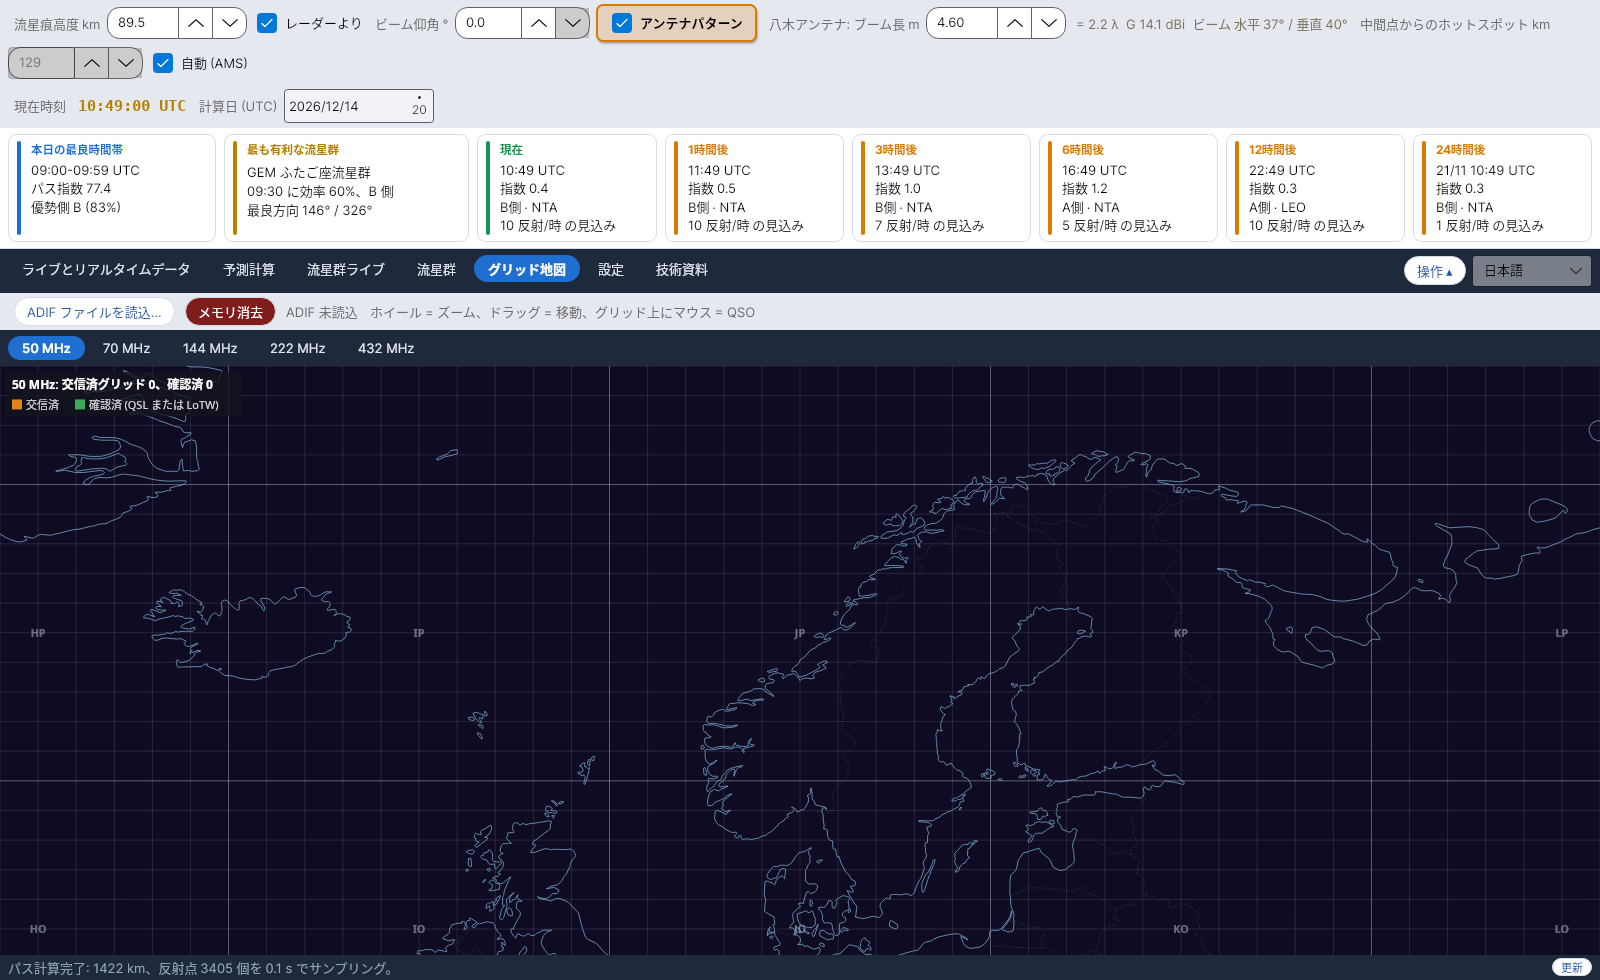 流星痕高度 km 89.5 レーダーより ビーム仰角 ° 0.0 アンテナパターン 八木アンテナ: ブーム長 m 4.60 = 2.2 λ G 14.1 dBi ビーム 水平 37° / 垂直 40° 中間点からのホットスポット km
129 自動 (AMS)
現在時刻 10:49:00 UTC 計算日 (UTC) 2026/12/14 20
本日の最良時間帯
09:00-09:59 UTC
パス指数 77.4
優勢側 B (83%)
最も有利な流星群
GEM ふたご座流星群
09:30 に効率 60%、B 側
最良方向 146° / 326°
現在
10:49 UTC
指数 0.4
B側 · NTA
10 反射/時 の見込み
1時間後
11:49 UTC
指数 0.5
B側 · NTA
10 反射/時 の見込み
3時間後
13:49 UTC
指数 1.0
B側 · NTA
7 反射/時 の見込み
6時間後
16:49 UTC
指数 1.2
A側 · NTA
5 反射/時 の見込み
12時間後
22:49 UTC
指数 0.3
A側 · LEO
10 反射/時 の見込み
24時間後
21/11 10:49 UTC
指数 0.3
B側 · NTA
1 反射/時 の見込み
ライブとリアルタイムデータ 予測計算 流星群ライブ 流星群 グリッド地図 設定 技術資料 操作 ▴ 日本語
ADIF ファイルを読込... メモリ消去 ADIF 未読込 ホイール = ズーム、ドラッグ = 移動、グリッド上にマウス = QSO
50 MHz 70 MHz 144 MHz 222 MHz 432 MHz
50 MHz: 交信済グリッド 0、確認済 0
交信済 確認済 (QSL または LoTW)
HP IP JP KP LP
HO IO JO KO LO
パス計算完了: 1422 km、反射点 3405 個を 0.1 s でサンプリング。 更新